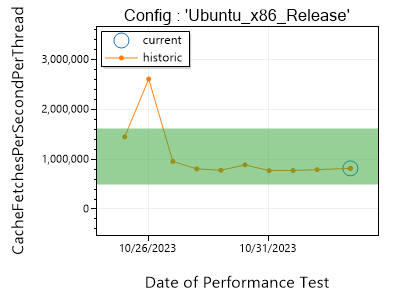 Config : 'Ubuntu_x86_Release'
current
historic
CacheFetchesPerSecondPerThread
3,000,000
2,000,000
1,000,000
0
10/26/2023 10/31/2023
Date of Performance Test